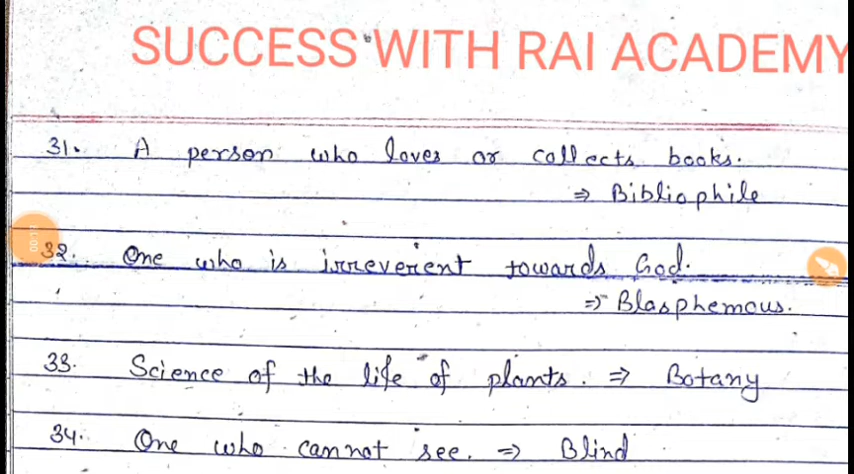 SUCCESS WITH RAI ACADEMY
31. A person who loves or collects books.
⇒ Bibliophile
32. One who is irreverent towards God.
⇒ Blasphemous.
33. Science of the life of plants. ⇒ Botany
34. One who cannot see. ⇒ Blind